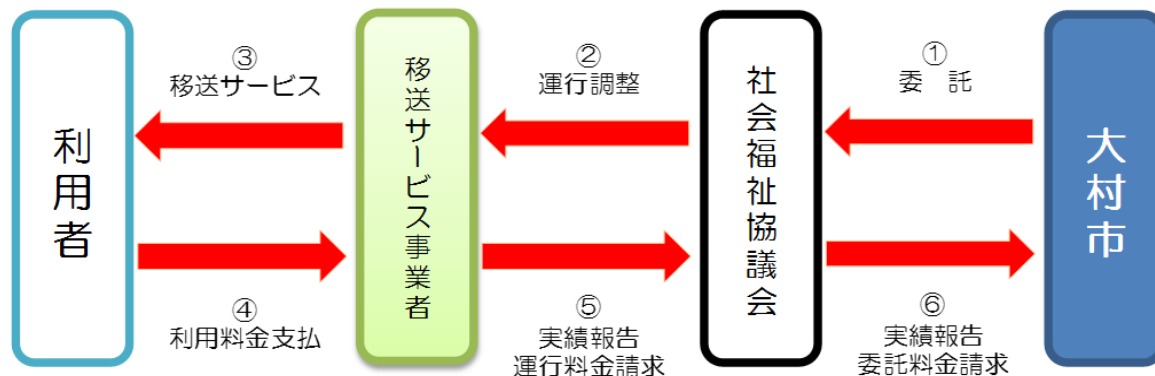 利用者
③
移送サービス
④
利用料金支払
移送サービス事業者
②
運行調整
⑤
実績報告
運行料金請求
社会福祉協議会
①
委　託
⑥
実績報告
委託料金請求
大村市